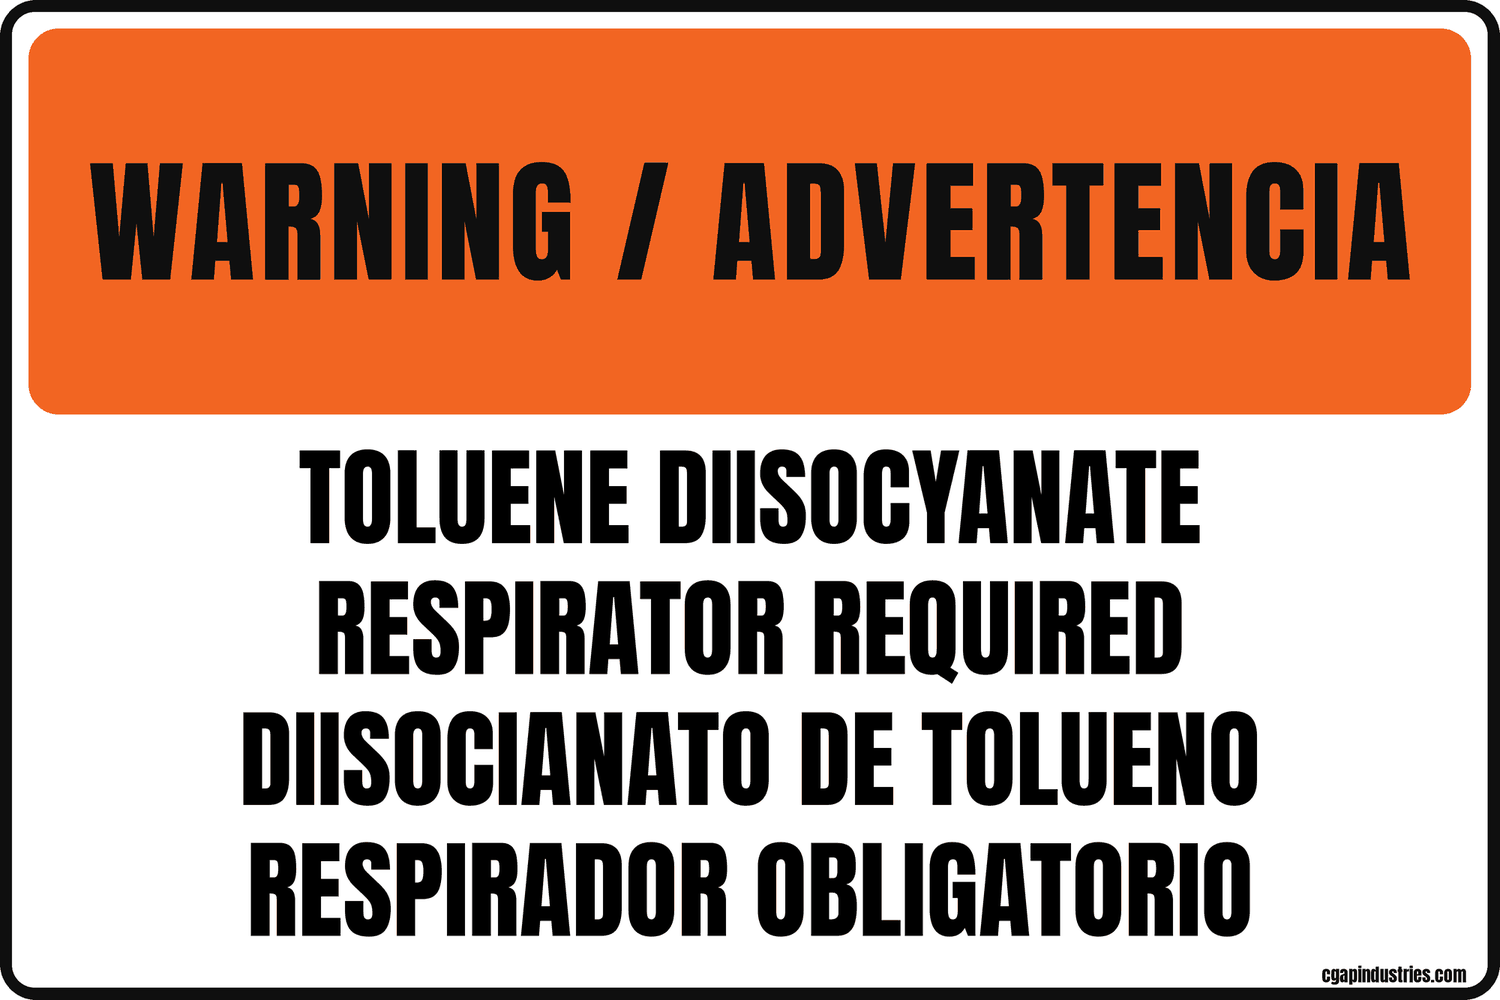 WARNING / ADVERTENCIA
TOLUENE DIISOCYANATE
RESPIRATOR REQUIRED
DIISOCIANATO DE TOLUENO
RESPIRADOR OBLIGATORIO
cgapindustries.com